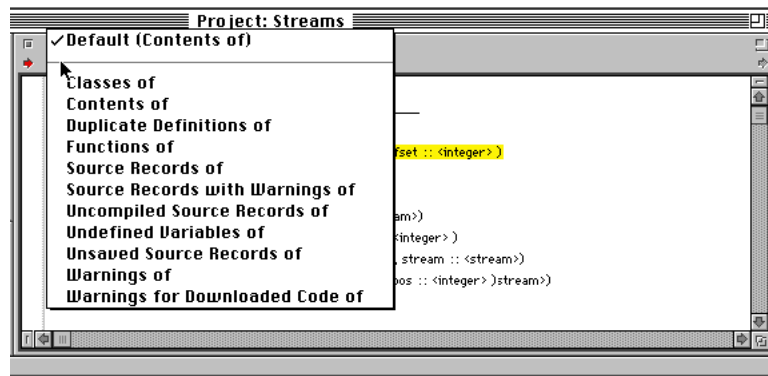 Project: Streams
✓Default (Contents of)
Classes of
Contents of
Duplicate Definitions of
fset :: <integer> )
Functions of
Source Records of
Source Records with Warnings of
Uncompiled Source Records of
am>)
Undefined Variables of
<integer> )
Unsaved Source Records of
, stream :: <stream>)
Warnings of
pos :: <integer> )stream>)
Warnings for Downloaded Code of